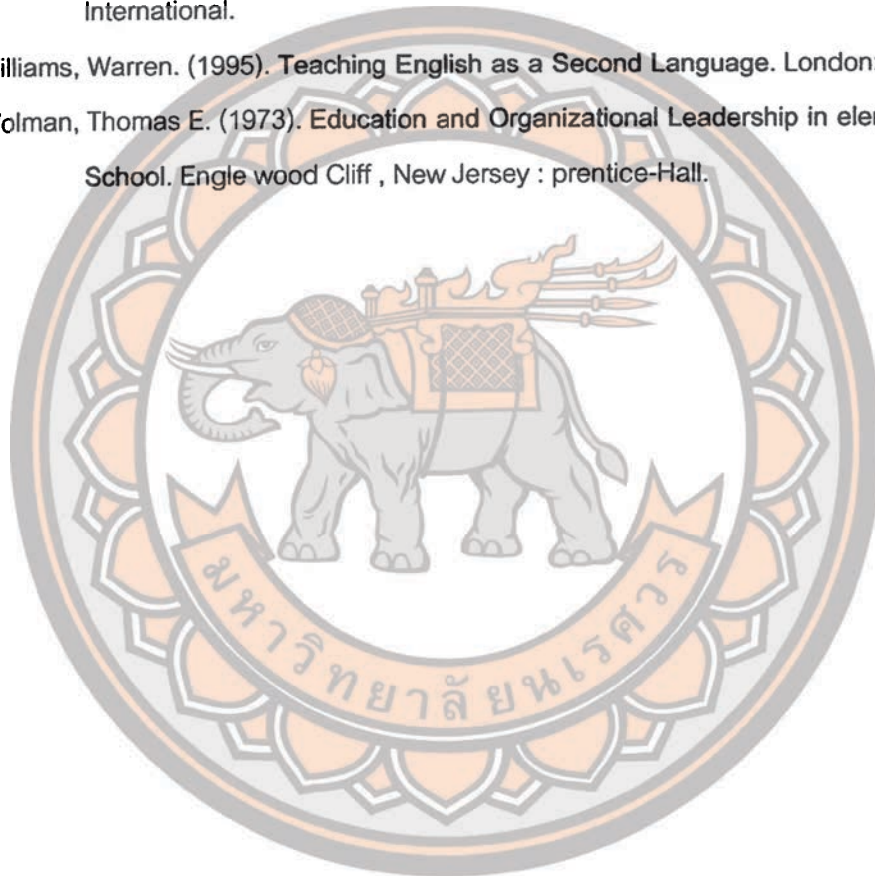 International.
illiams, Warren. (1995). Teaching English as a Second Language. London:
olman, Thomas E. (1973). Education and Organizational Leadership in eler
School. Engle wood Cliff , New Jersey : prentice-Hall.
มหาวิทยาลัยนเรศวร